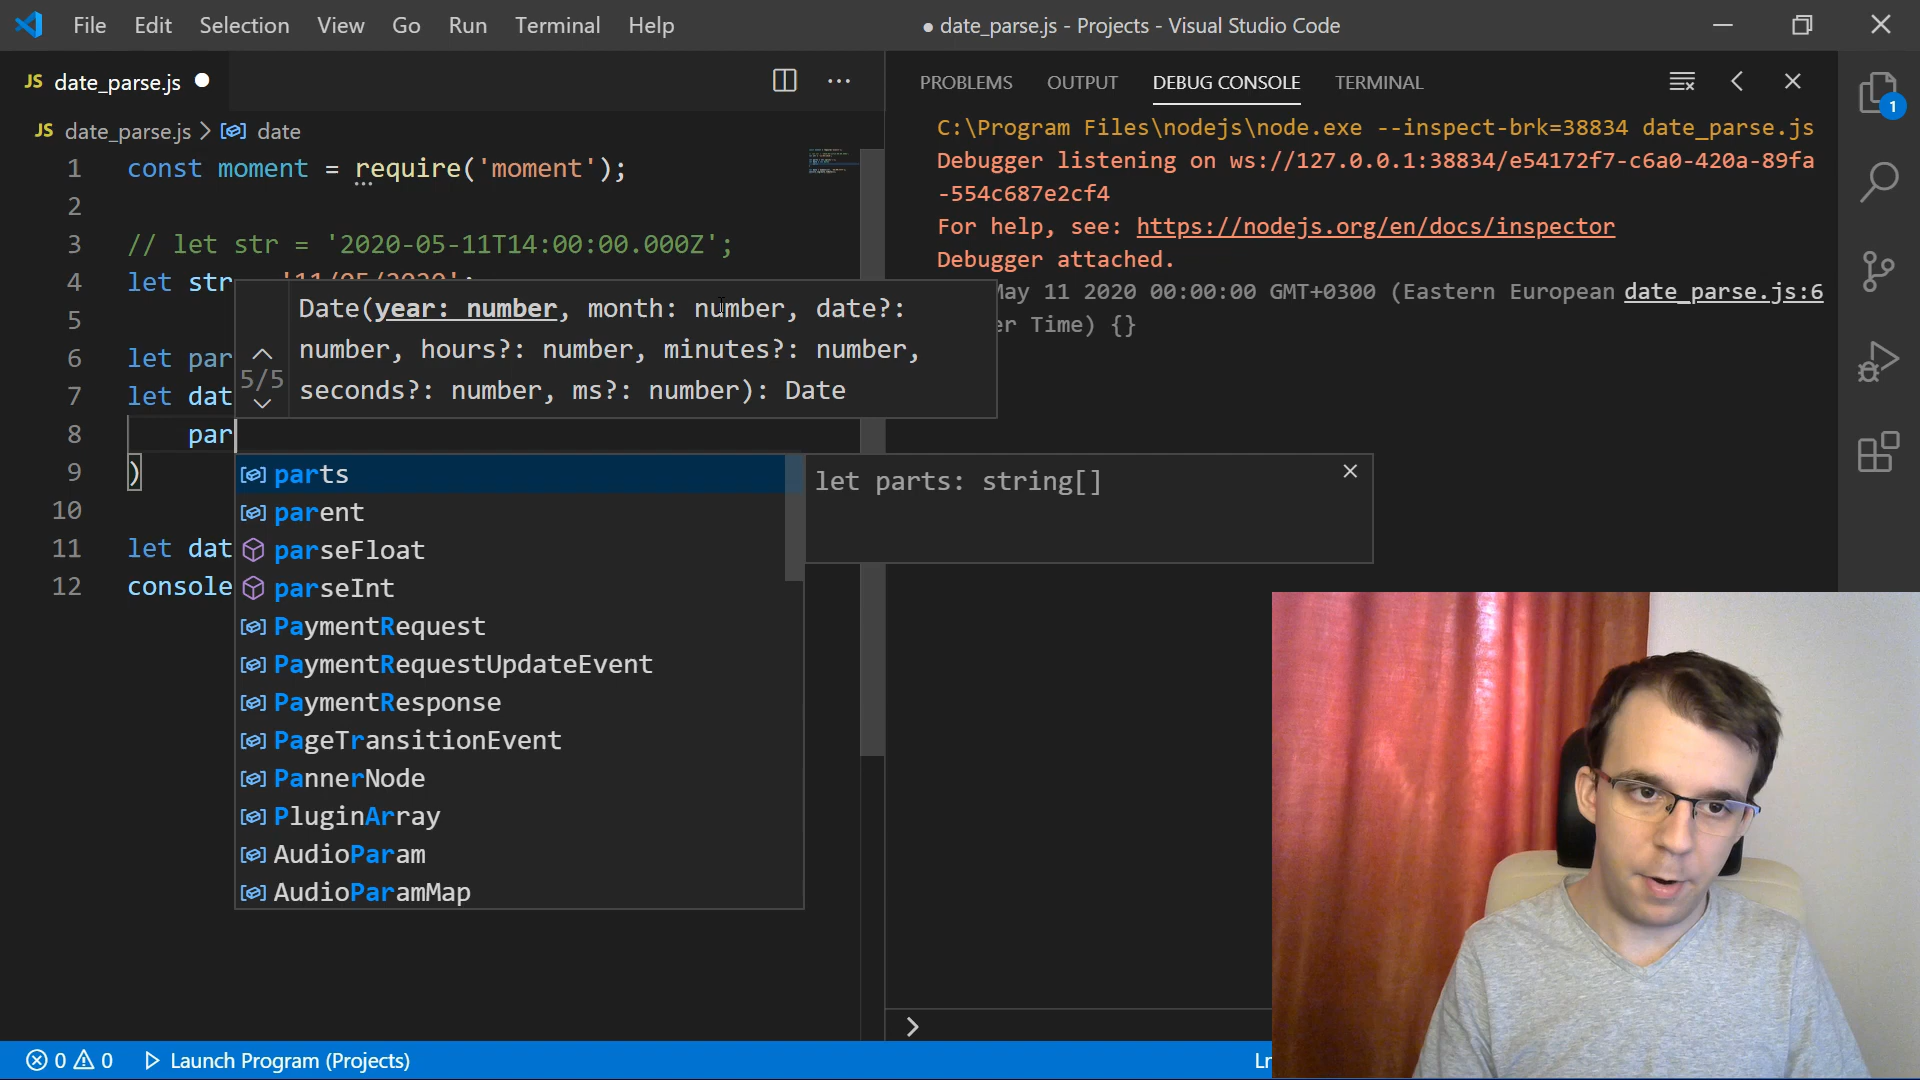 File Edit Selection View Go Run Terminal Help
● date_parse.js - Projects - Visual Studio Code
JS date_parse.js ●
JS date_parse.js > date
1 const moment = require('moment');
2
3 // let str = '2020-05-11T14:00:00.000Z';
4 let str '11/05/2020';
5
6 let par
7 let dat
8 par
9 )
10
11 let dat
12 console
Date(year: number, month: number, date?:
number, hours?: number, minutes?: number,
seconds?: number, ms?: number): Date
5/5
parts
parent
parseFloat
parseInt
PaymentRequest
PaymentRequestUpdateEvent
PaymentResponse
PageTransitionEvent
PannerNode
PluginArray
AudioParam
AudioParamMap
let parts: string[]
PROBLEMS OUTPUT DEBUG CONSOLE TERMINAL
C:\Program Files\nodejs\node.exe --inspect-brk=38834 date_parse.js
Debugger listening on ws://127.0.0.1:38834/e54172f7-c6a0-420a-89fa
-554c687e2cf4
For help, see: https://nodejs.org/en/docs/inspector
Debugger attached.
May 11 2020 00:00:00 GMT+0300 (Eastern European date_parse.js:6
er Time) {}
>
1
0 0 Launch Program (Projects)
Ln